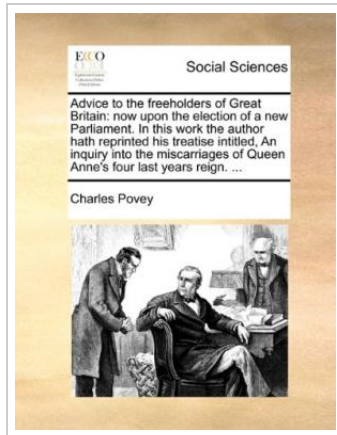 ECCO
Social Sciences
Advice to the freeholders of Great
Britain: now upon the election of a new
Parliament. In this work the author
hath reprinted his treatise intitled, An
inquiry into the miscarriages of Queen
Anne's four last years reign. ...
Charles Povey